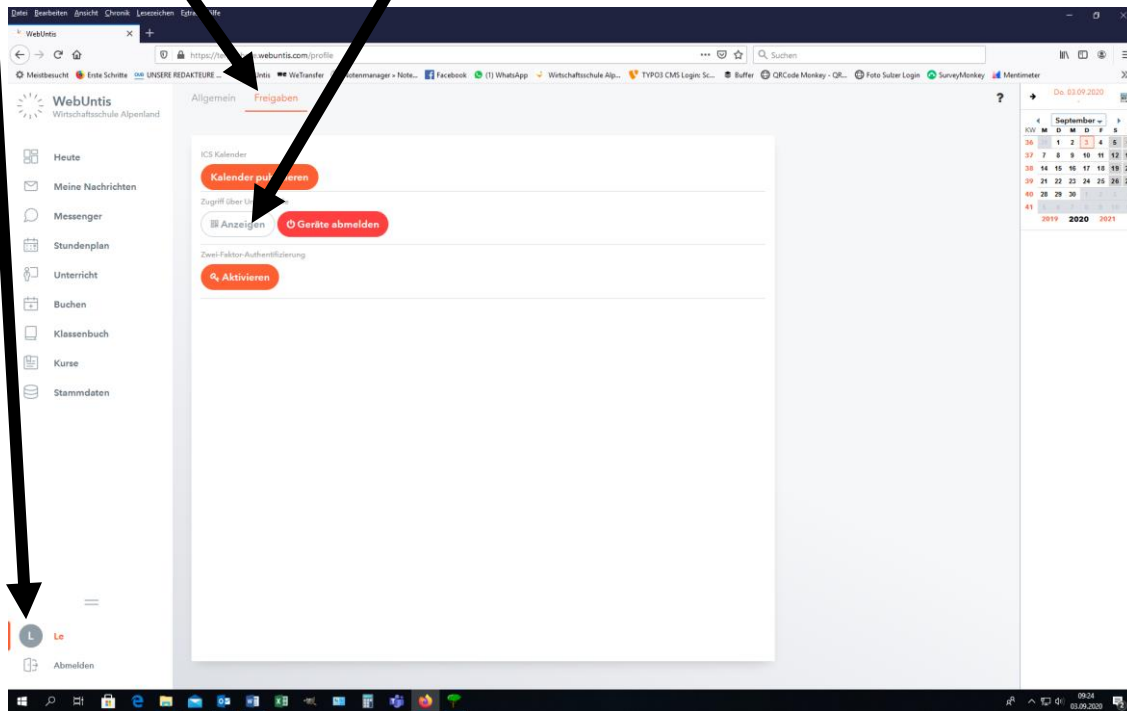 Datei Bearbeiten Ansicht Chronik Lesezeichen
WebUntis
webuntis.com/profile
Suchen
Meistbesucht Erste Schritte UNSERE REDAKTEURE ... WeTransfer Notenmanager - Note... Facebook (1) WhatsApp Wirtschaftsschule Alp... TYPO3 CMS Login: Sc... Buffer QRCode Monkey - QR... Foto Sulzer Login SurveyMonkey Mentimeter
WebUntis
Wirtschaftsschule Alpenland
Allgemein Freigaben
?
Do. 03.09.2020
September
KW M D M D F S
36 1 2 3 4 5
37 7 8 9 10 11 12
38 14 15 16 17 18 19
39 21 22 23 24 25 26
40 28 29 30
41
2019 2020 2021
Heute
Meine Nachrichten
Messenger
Stundenplan
Unterricht
Buchen
Klassenbuch
Kurse
Stammdaten
ICS Kalender
Kalender
Zugriff über
Anzeigen
Geräte abmelden
Zwei-Faktor-Authentifizierung
Aktivieren
L Le
Abmelden
09:24
03.09.2020